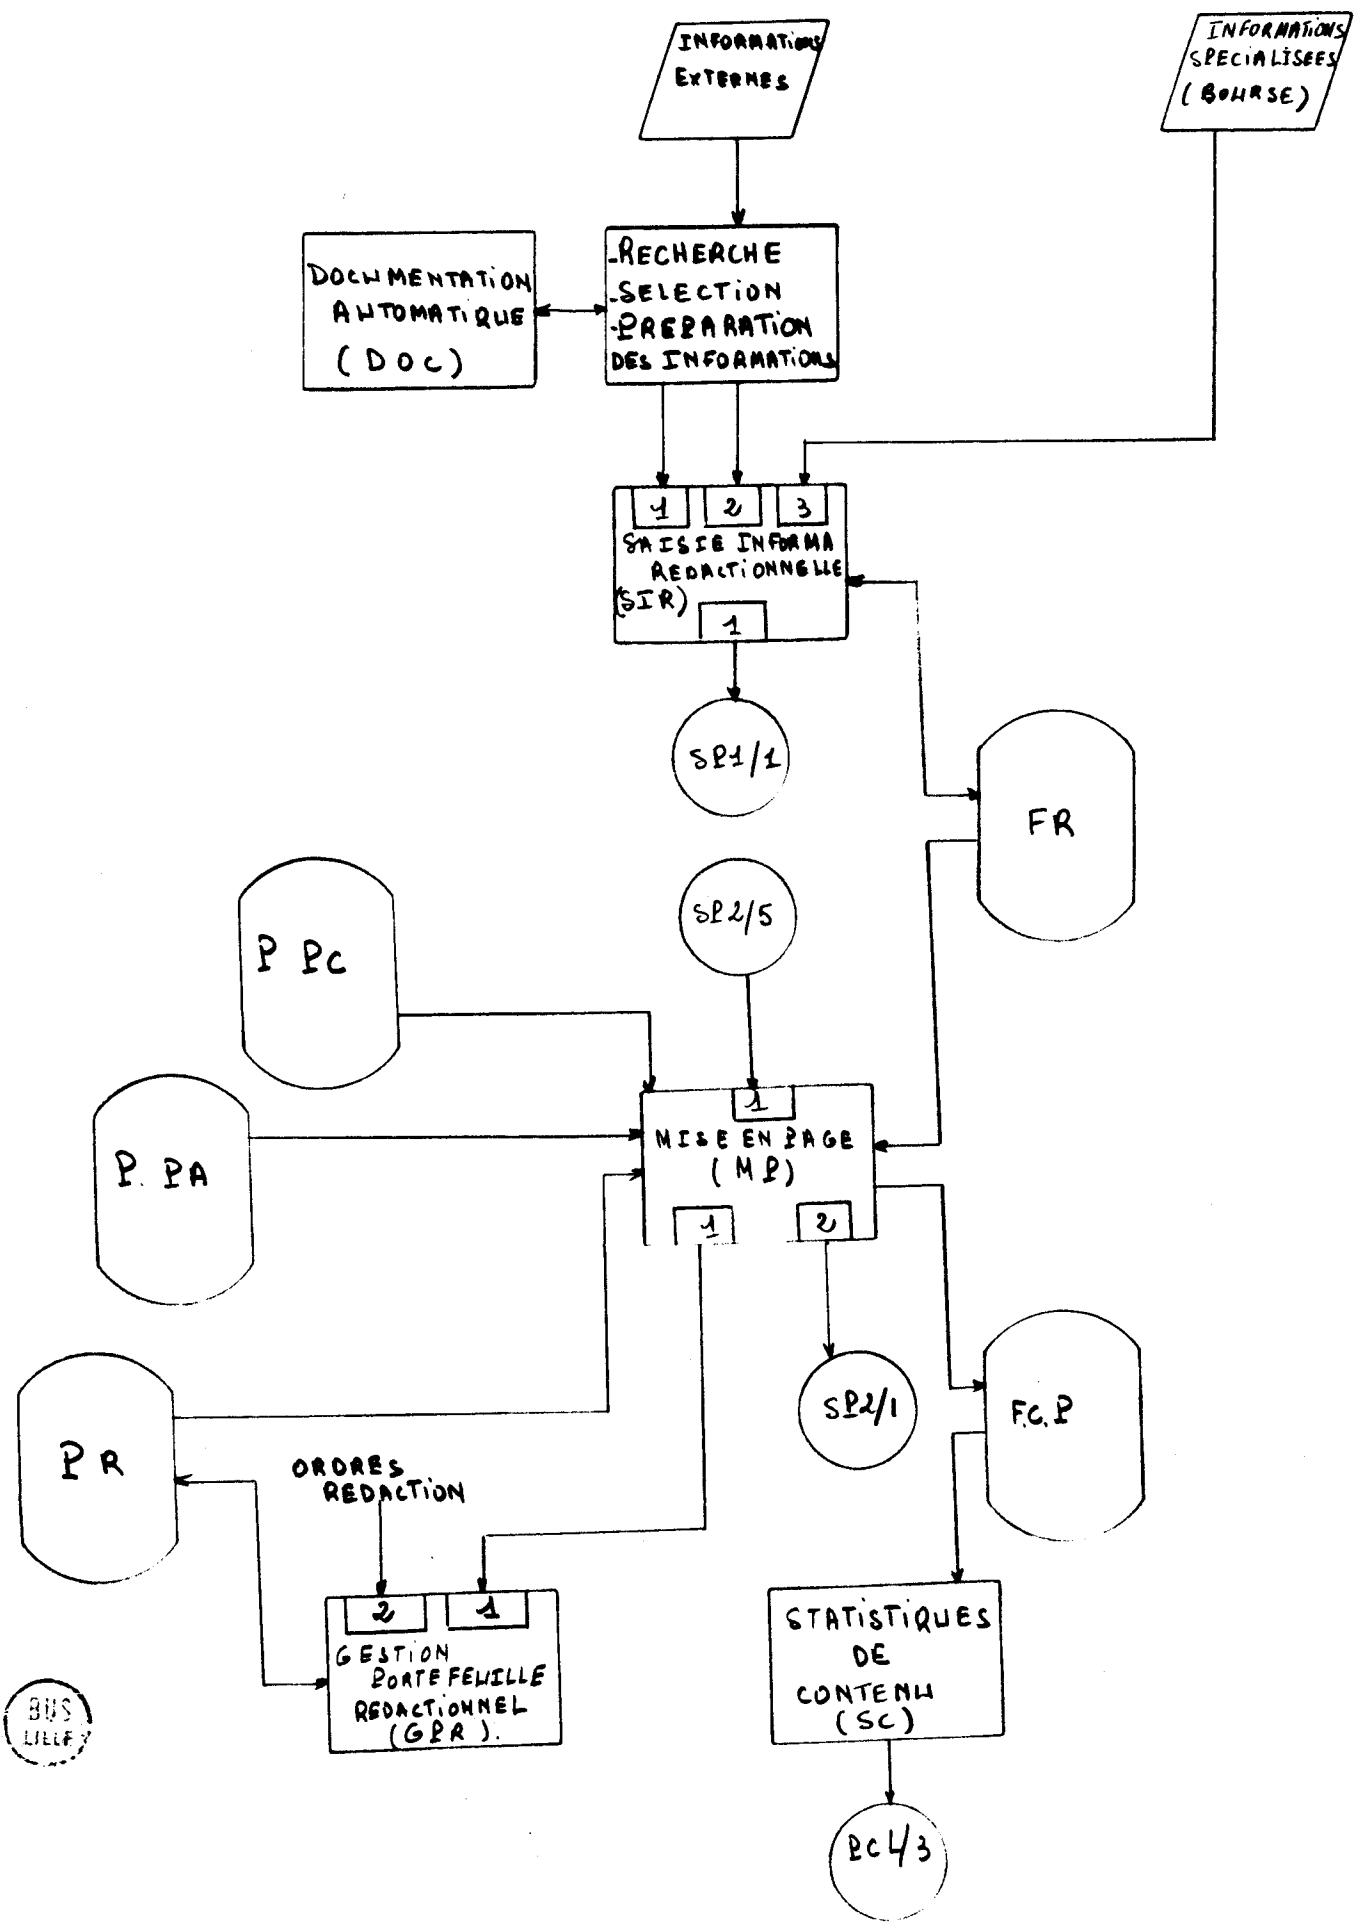 INFORMATIONS
EXTERNES
INFORMATIONS
SPECIALISEES
(BOURSE)
DOCUMENTATION
AUTOMATIQUE
(DOC)
-RECHERCHE
-SELECTION
-PREPARATION
DES INFORMATIONS
1 2 3
SAISIE INFORMA
REDACTIONNELLE
(SIR)
1
SP1/1
FR
SP2/5
P PC
1
MISE EN PAGE
(MP)
1 2
P. PA
SP2/1
F.C.P
P R
ORDRES
REDACTION
2 1
GESTION
PORTEFEUILLE
REDACTIONNEL
(GPR).
STATISTIQUES
DE
CONTENU
(SC)
BUS
LILLE
PC4/3